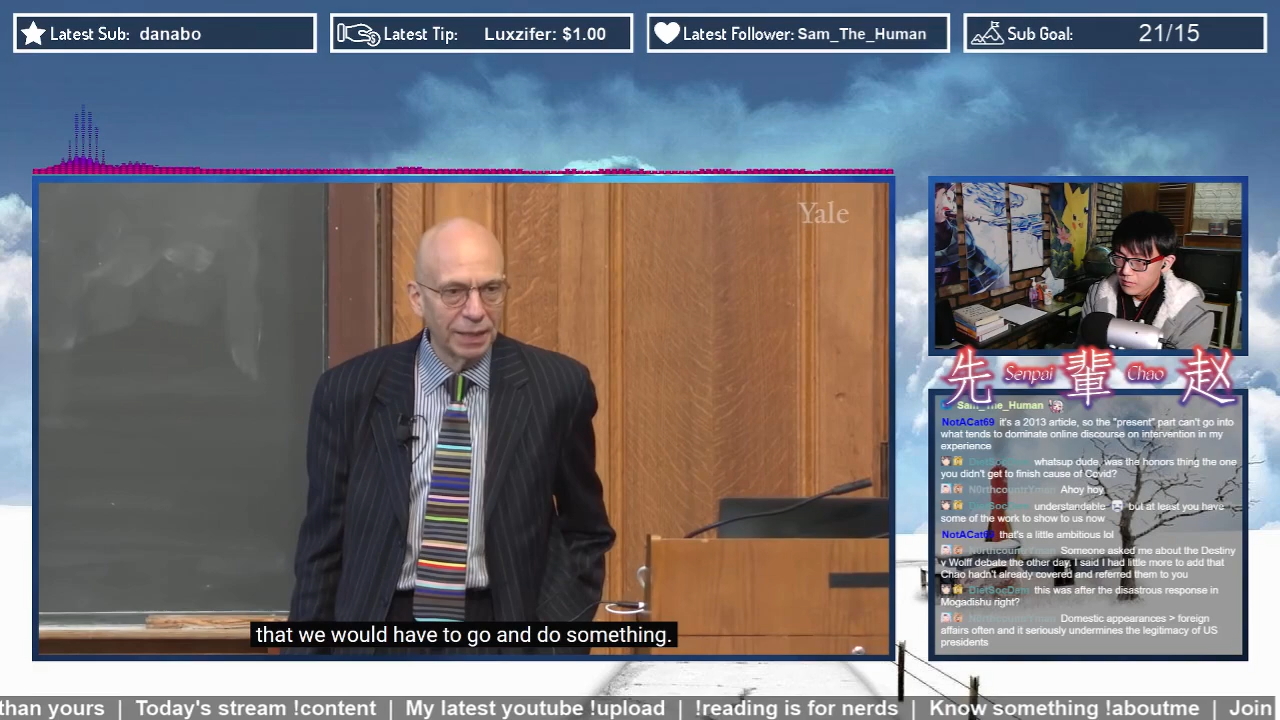 Latest Sub: danabo
Latest Tip: Luxzifer: $1.00
Latest Follower: Sam_The_Human
Sub Goal: 21/15
Yale
that we would have to go and do something.
先 Senpai 輩 Chao 赵
Sam_The_Human
NotACat69 it's a 2013 article, so the "present" part can't go into
what tends to dominate online discourse on intervention in my
experience
DietSocDem whatsup dude, was the honors thing the one
you didn't get to finish cause of Covid?
N0rthcountrYman Ahoy hoy
DietSocDem understandable but at least you have
some of the work to show to us now
NotACat69 that's a little ambitious lol
N0rthcountrYman Someone asked me about the Destiny
v Wolff debate the other day, I said I had little more to add that
Chao hadn't already covered and referred them to you
DietSocDem this was after the disastrous response in
Mogadishu right?
N0rthcountrYman Domestic appearances > foreign
affairs often and it seriously undermines the legitimacy of US
presidents
than yours | Today's stream !content | My latest youtube !upload | !reading is for nerds | Know something !aboutme | Join